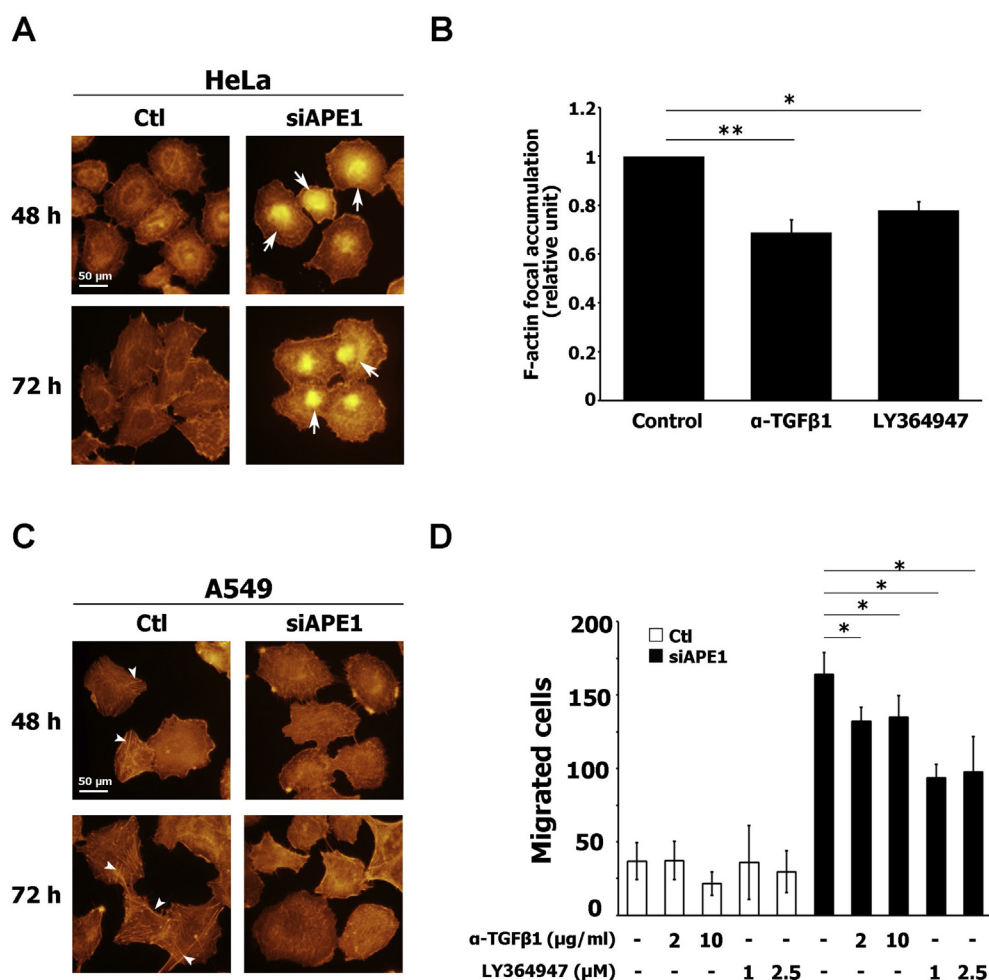 A
HeLa
Ctl siAPE1
48 h
50 µm
72 h
B
F-actin focal accumulation
(relative unit)
1.2
1
0.8
0.6
0.4
0.2
0
**
*
Control α-TGFβ1 LY364947
C
A549
Ctl siAPE1
48 h
50 µm
72 h
D
Migrated cells
200
150
100
50
0
Ctl
siAPE1
*
*
*
*
α-TGFβ1 (µg/ml) - 2 10 - - - 2 10 - -
LY364947 (µM) - - - 1 2.5 - - - 1 2.5